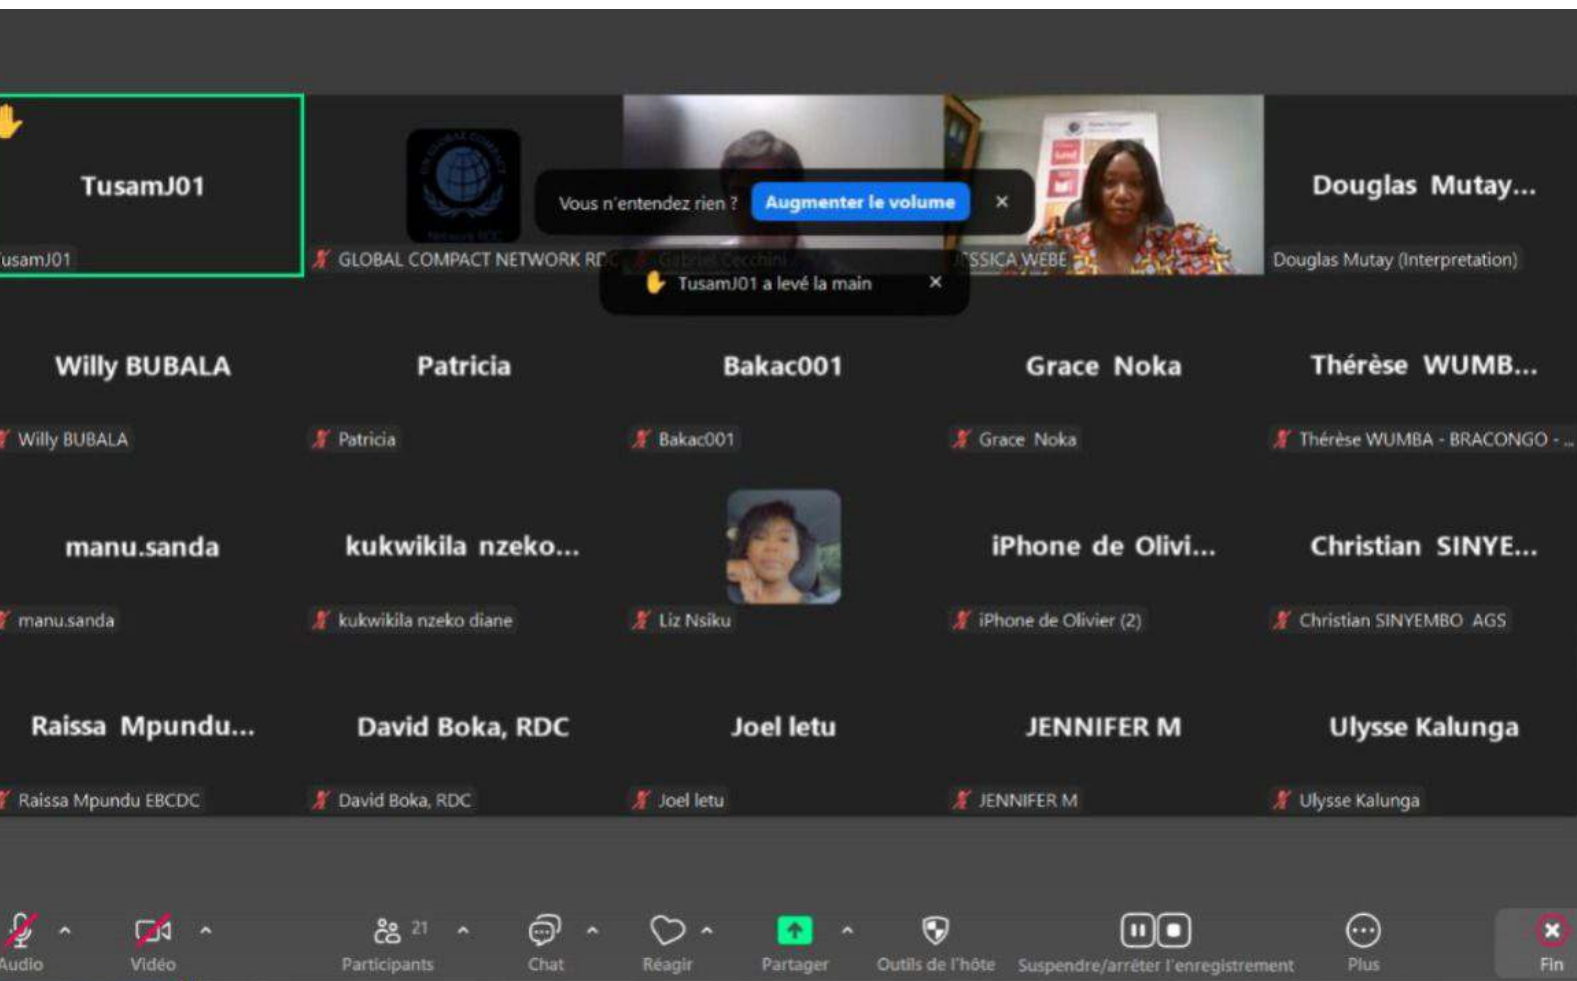 TusamJ01
Douglas Mutay...
Vous n'entendez rien ?
Augmenter le volume
GLOBAL COMPACT NETWORK RDC
Gabriel Cecchini
JESSICA WEBE
Douglas Mutay (Interpretation)
TusamJ01 a levé la main
Willy BUBALA
Patricia
Bakac001
Grace Noka
Thérèse WUMB...
Willy BUBALA
Patricia
Bakac001
Grace Noka
Thérèse WUMBA - BRACONGO - ...
manu.sanda
kukwikila nzeko...
iPhone de Olivi...
Christian SINYE...
manu.sanda
kukwikila nzeko diane
Liz Nsiku
iPhone de Olivier (2)
Christian SINYEMBO AGS
Raissa Mpundu...
David Boka, RDC
Joel letu
JENNIFER M
Ulysse Kalunga
Raissa Mpundu EBCDC
David Boka, RDC
Joel letu
JENNIFER M
Ulysse Kalunga
21
Audio
Vidéo
Participants
Chat
Réagir
Partager
Outils de l'hôte
Suspendre/arrêter l'enregistrement
Plus
Fin